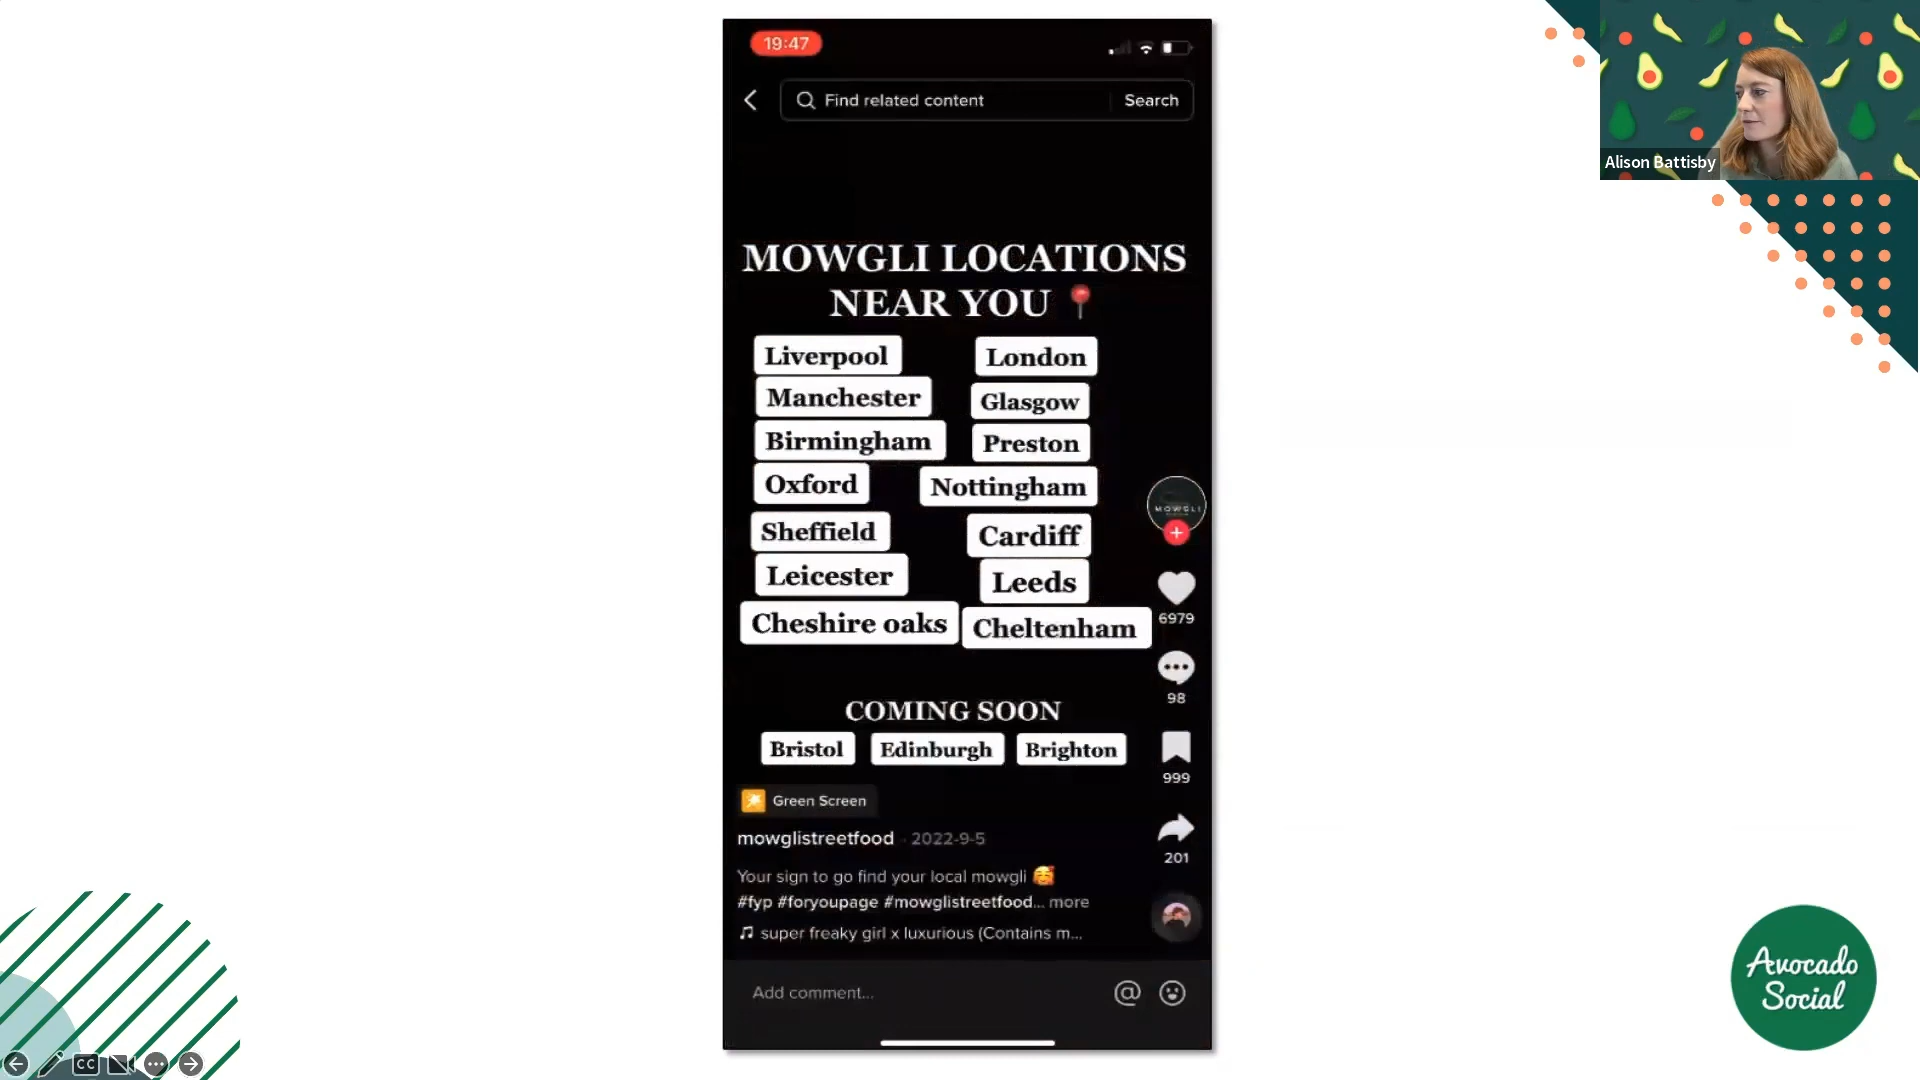 19:47
Find related content
Search
Alison Battisby
MOWGLI LOCATIONS
NEAR YOU
Liverpool
London
Manchester
Glasgow
Birmingham
Preston
Oxford
Nottingham
Sheffield
Cardiff
Leicester
Leeds
Cheshire oaks
Cheltenham
MOWGLI
6979
98
COMING SOON
Bristol
Edinburgh
Brighton
999
Green Screen
mowglistreetfood · 2022-9-5
201
Your sign to go find your local mowgli
#fyp #foryoupage #mowglistreetfood... more
super freaky girl x luxurious (Contains m...
Add comment...
@
Avocado
Social
CC